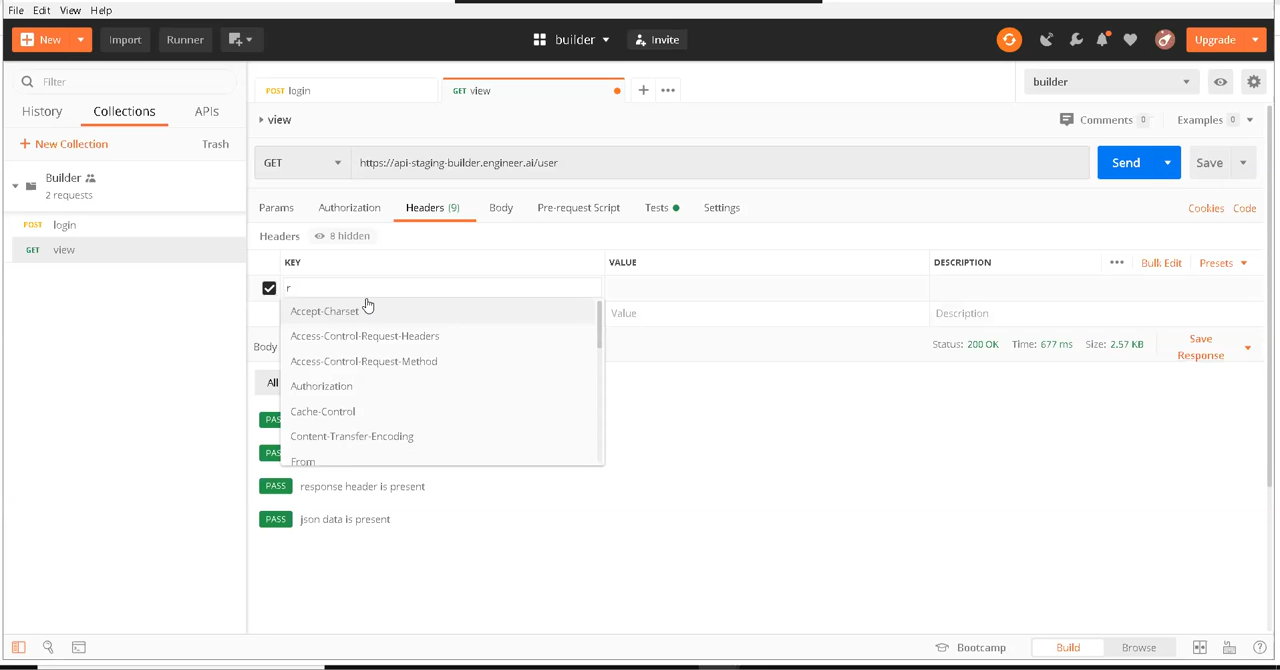 File Edit View Help
New Import Runner builder Invite Upgrade
Filter
History Collections APIs
+ New Collection Trash
Builder
2 requests
POST login
GET view
POST login GET view + •••
builder
view
Comments 0 Examples 0
GET https://api-staging-builder.engineer.ai/user Send Save
Params Authorization Headers (9) Body Pre-request Script Tests Settings Cookies Code
Headers 8 hidden
KEY VALUE DESCRIPTION ••• Bulk Edit Presets
r
Accept-Charset
Value Description
Access-Control-Request-Headers
Access-Control-Request-Method
Authorization
Cache-Control
Content-Transfer-Encoding
From
Body Status: 200 OK Time: 677 ms Size: 2.57 KB Save
Response
All
PAS
PAS
PASS response header is present
PASS json data is present
Bootcamp Build Browse